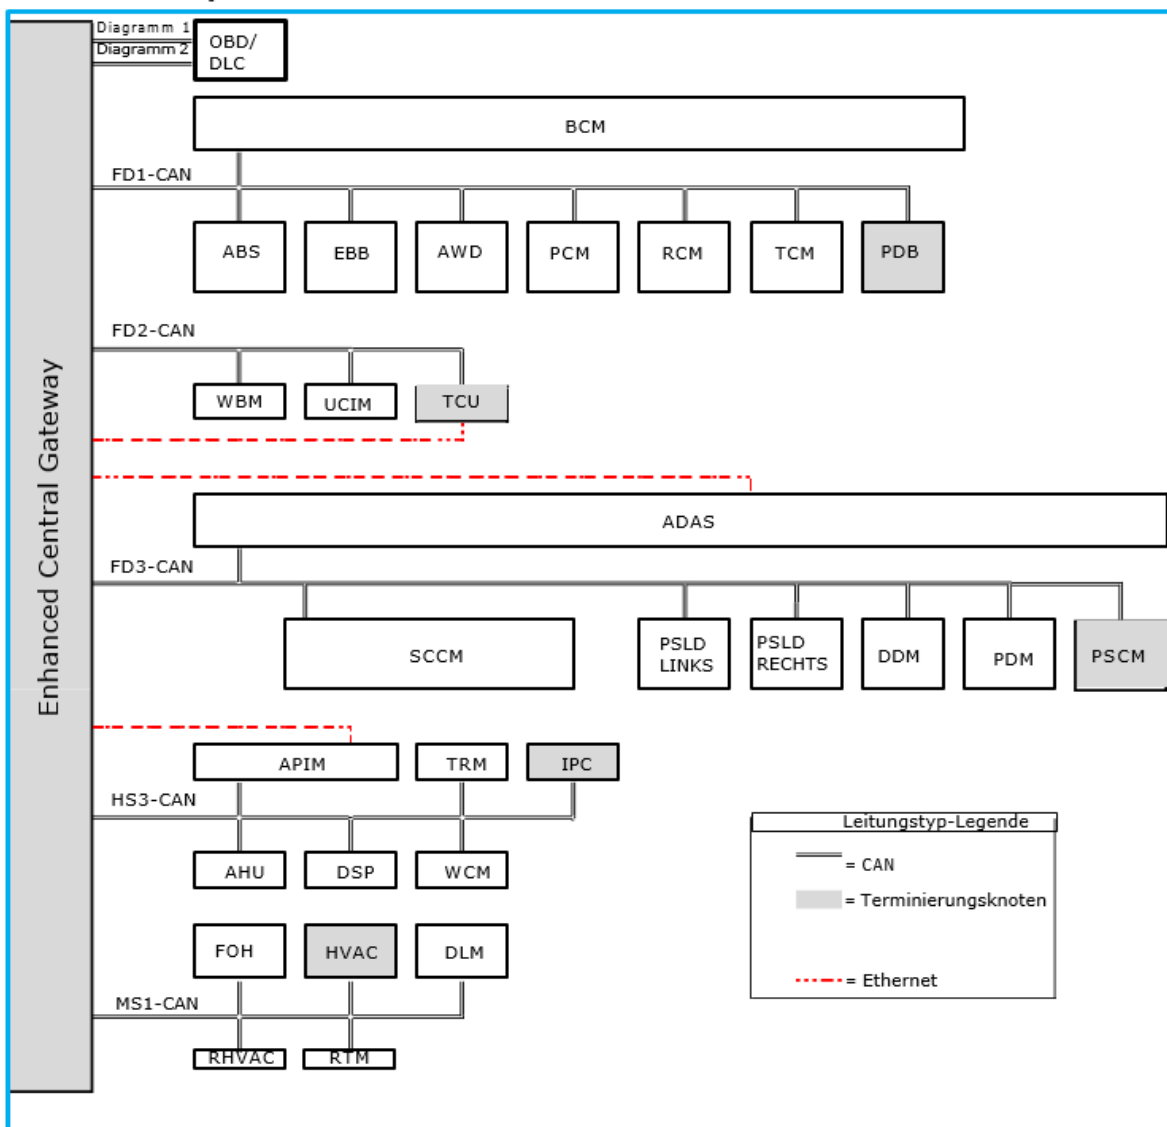 Diagramm 1
Diagramm 2
OBD/
DLC
BCM
FD1-CAN
ABS
EBB
AWD
PCM
RCM
TCM
PDB
FD2-CAN
WBM
UCIM
TCU
Enhanced Central Gateway
ADAS
FD3-CAN
SCCM
PSLD
LINKS
PSLD
RECHTS
DDM
PDM
PSCM
APIM
TRM
IPC
HS3-CAN
AHU
DSP
WCM
Leitungstyp-Legende
= CAN
= Terminierungsknoten
= Ethernet
FOH
HVAC
DLM
MS1-CAN
RHVAC
RTM